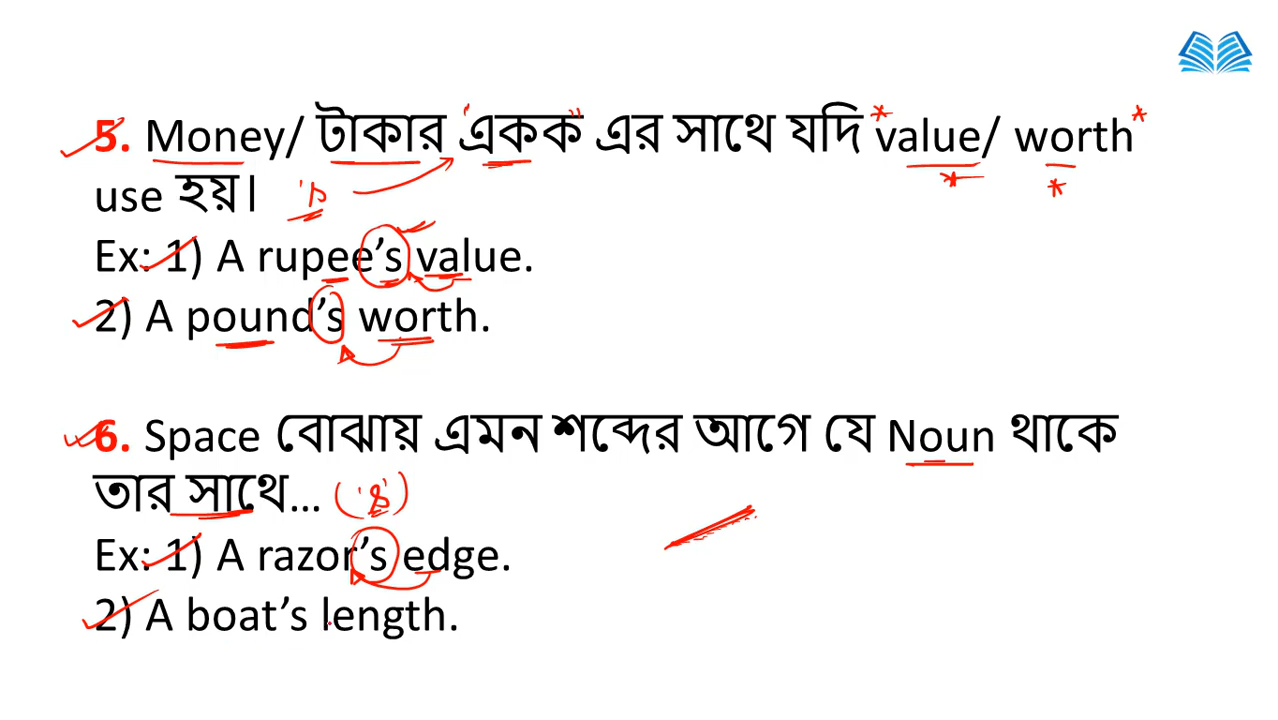 5. Money/ টাকার 'একক" এর সাথে যদি *value/ worth*
use হয়। 's
Ex: 1) A rupee’s value.
2) A pound’s worth.
6. Space বোঝায় এমন শব্দের আগে যে Noun থাকে
তার সাথে... ('s')
Ex: 1) A razor’s edge.
2) A boat’s length.